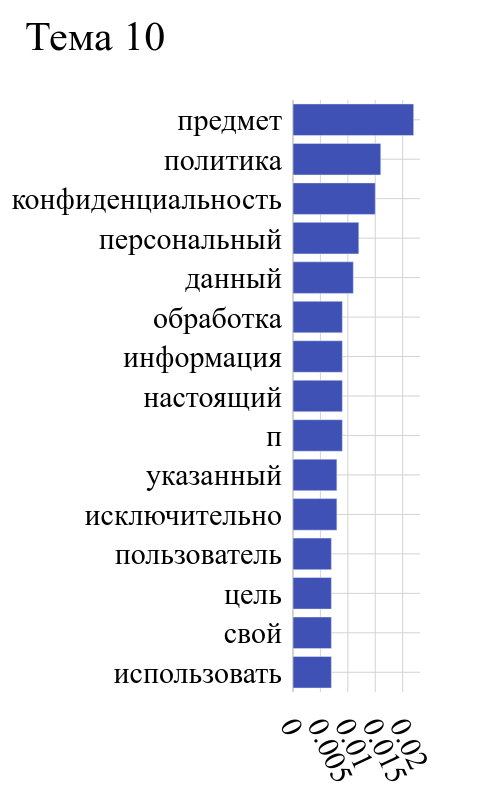 Тема 10
предмет
политика
конфиденциальность
персональный
данный
обработка
информация
настоящий
п
указанный
исключительно
пользователь
цель
свой
использовать
0
0.005
0.01
0.015
0.02